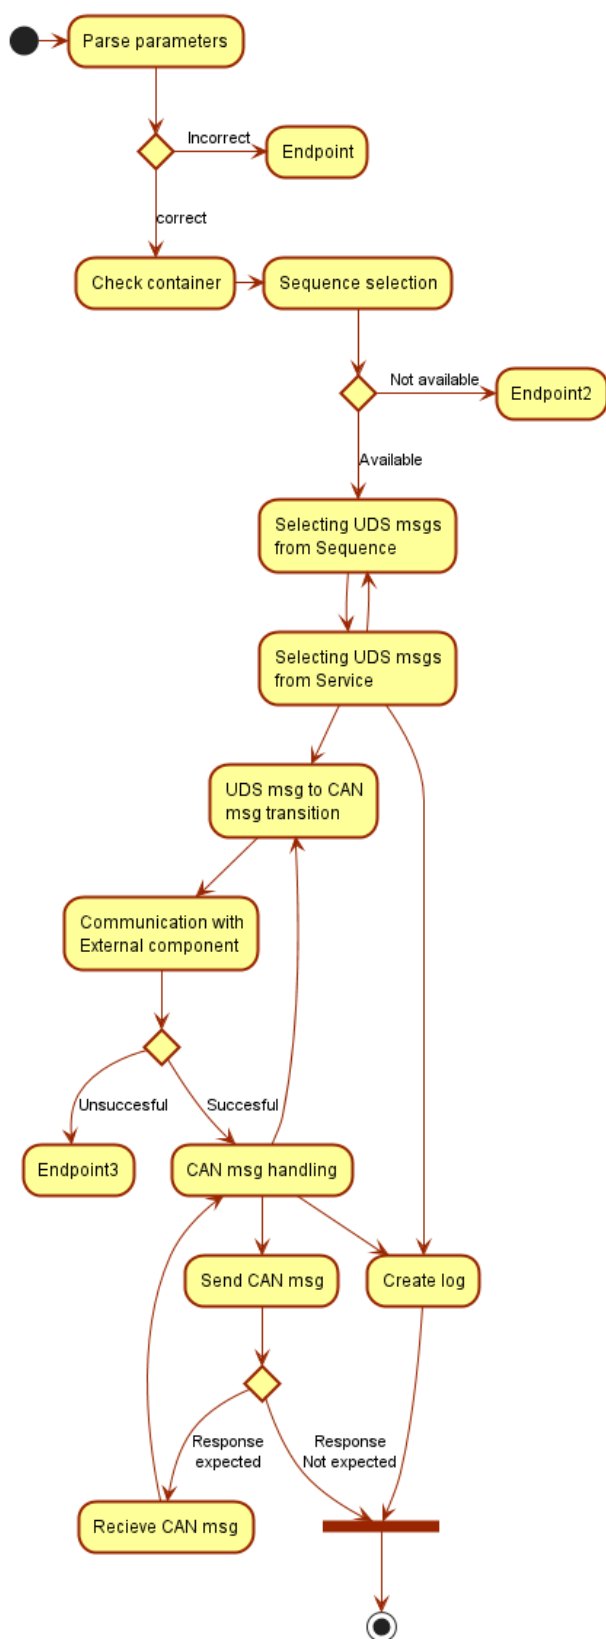 Parse parameters
Incorrect
Endpoint
correct
Check container
Sequence selection
Not available
Endpoint2
Available
Selecting UDS msgs
from Sequence
Selecting UDS msgs
from Service
UDS msg to CAN
msg transition
Communication with
External component
Unsuccesful
Succesful
Endpoint3
CAN msg handling
Send CAN msg
Create log
Response
expected
Response
Not expected
Recieve CAN msg